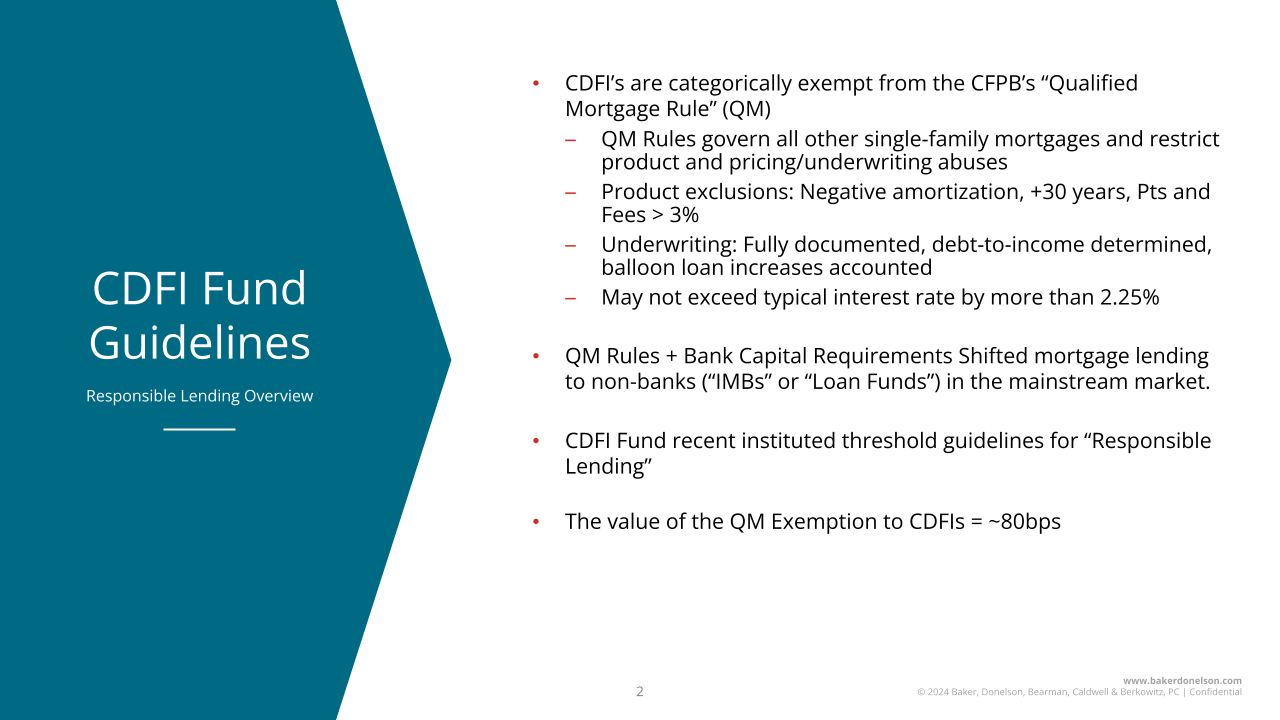 CDFI Fund
Guidelines
Responsible Lending Overview
• CDFI’s are categorically exempt from the CFPB’s “Qualified
Mortgage Rule” (QM)
– QM Rules govern all other single-family mortgages and restrict
product and pricing/underwriting abuses
– Product exclusions: Negative amortization, +30 years, Pts and
Fees > 3%
– Underwriting: Fully documented, debt-to-income determined,
balloon loan increases accounted
– May not exceed typical interest rate by more than 2.25%
• QM Rules + Bank Capital Requirements Shifted mortgage lending
to non-banks (“IMBs” or “Loan Funds”) in the mainstream market.
• CDFI Fund recent instituted threshold guidelines for “Responsible
Lending”
• The value of the QM Exemption to CDFIs = ~80bps
2
www.bakerdonelson.com
© 2024 Baker, Donelson, Bearman, Caldwell & Berkowitz, PC | Confidential